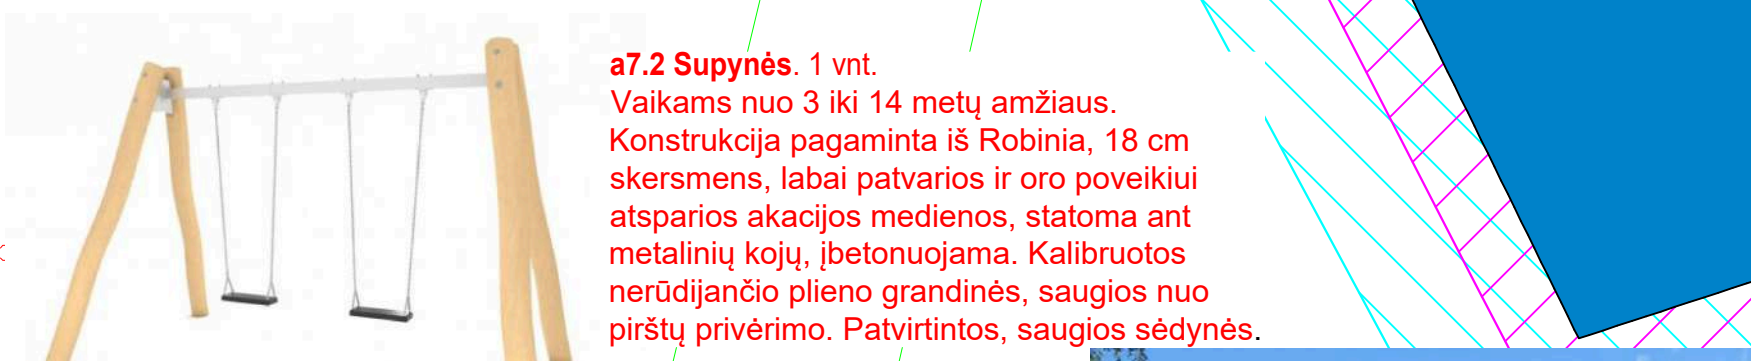 a7.2 Supynės. 1 vnt.
Vaikams nuo 3 iki 14 metų amžiaus.
Konstrukcija pagaminta iš Robinia, 18 cm
skersmens, labai patvarios ir oro poveikiui
atsparios akacijos medienos, statoma ant
metalinių kojų, įbetonuojama. Kalibruotos
nerūdijančio plieno grandinės, saugios nuo
pirštų privėrimo. Patvirtintos, saugios sėdynės.